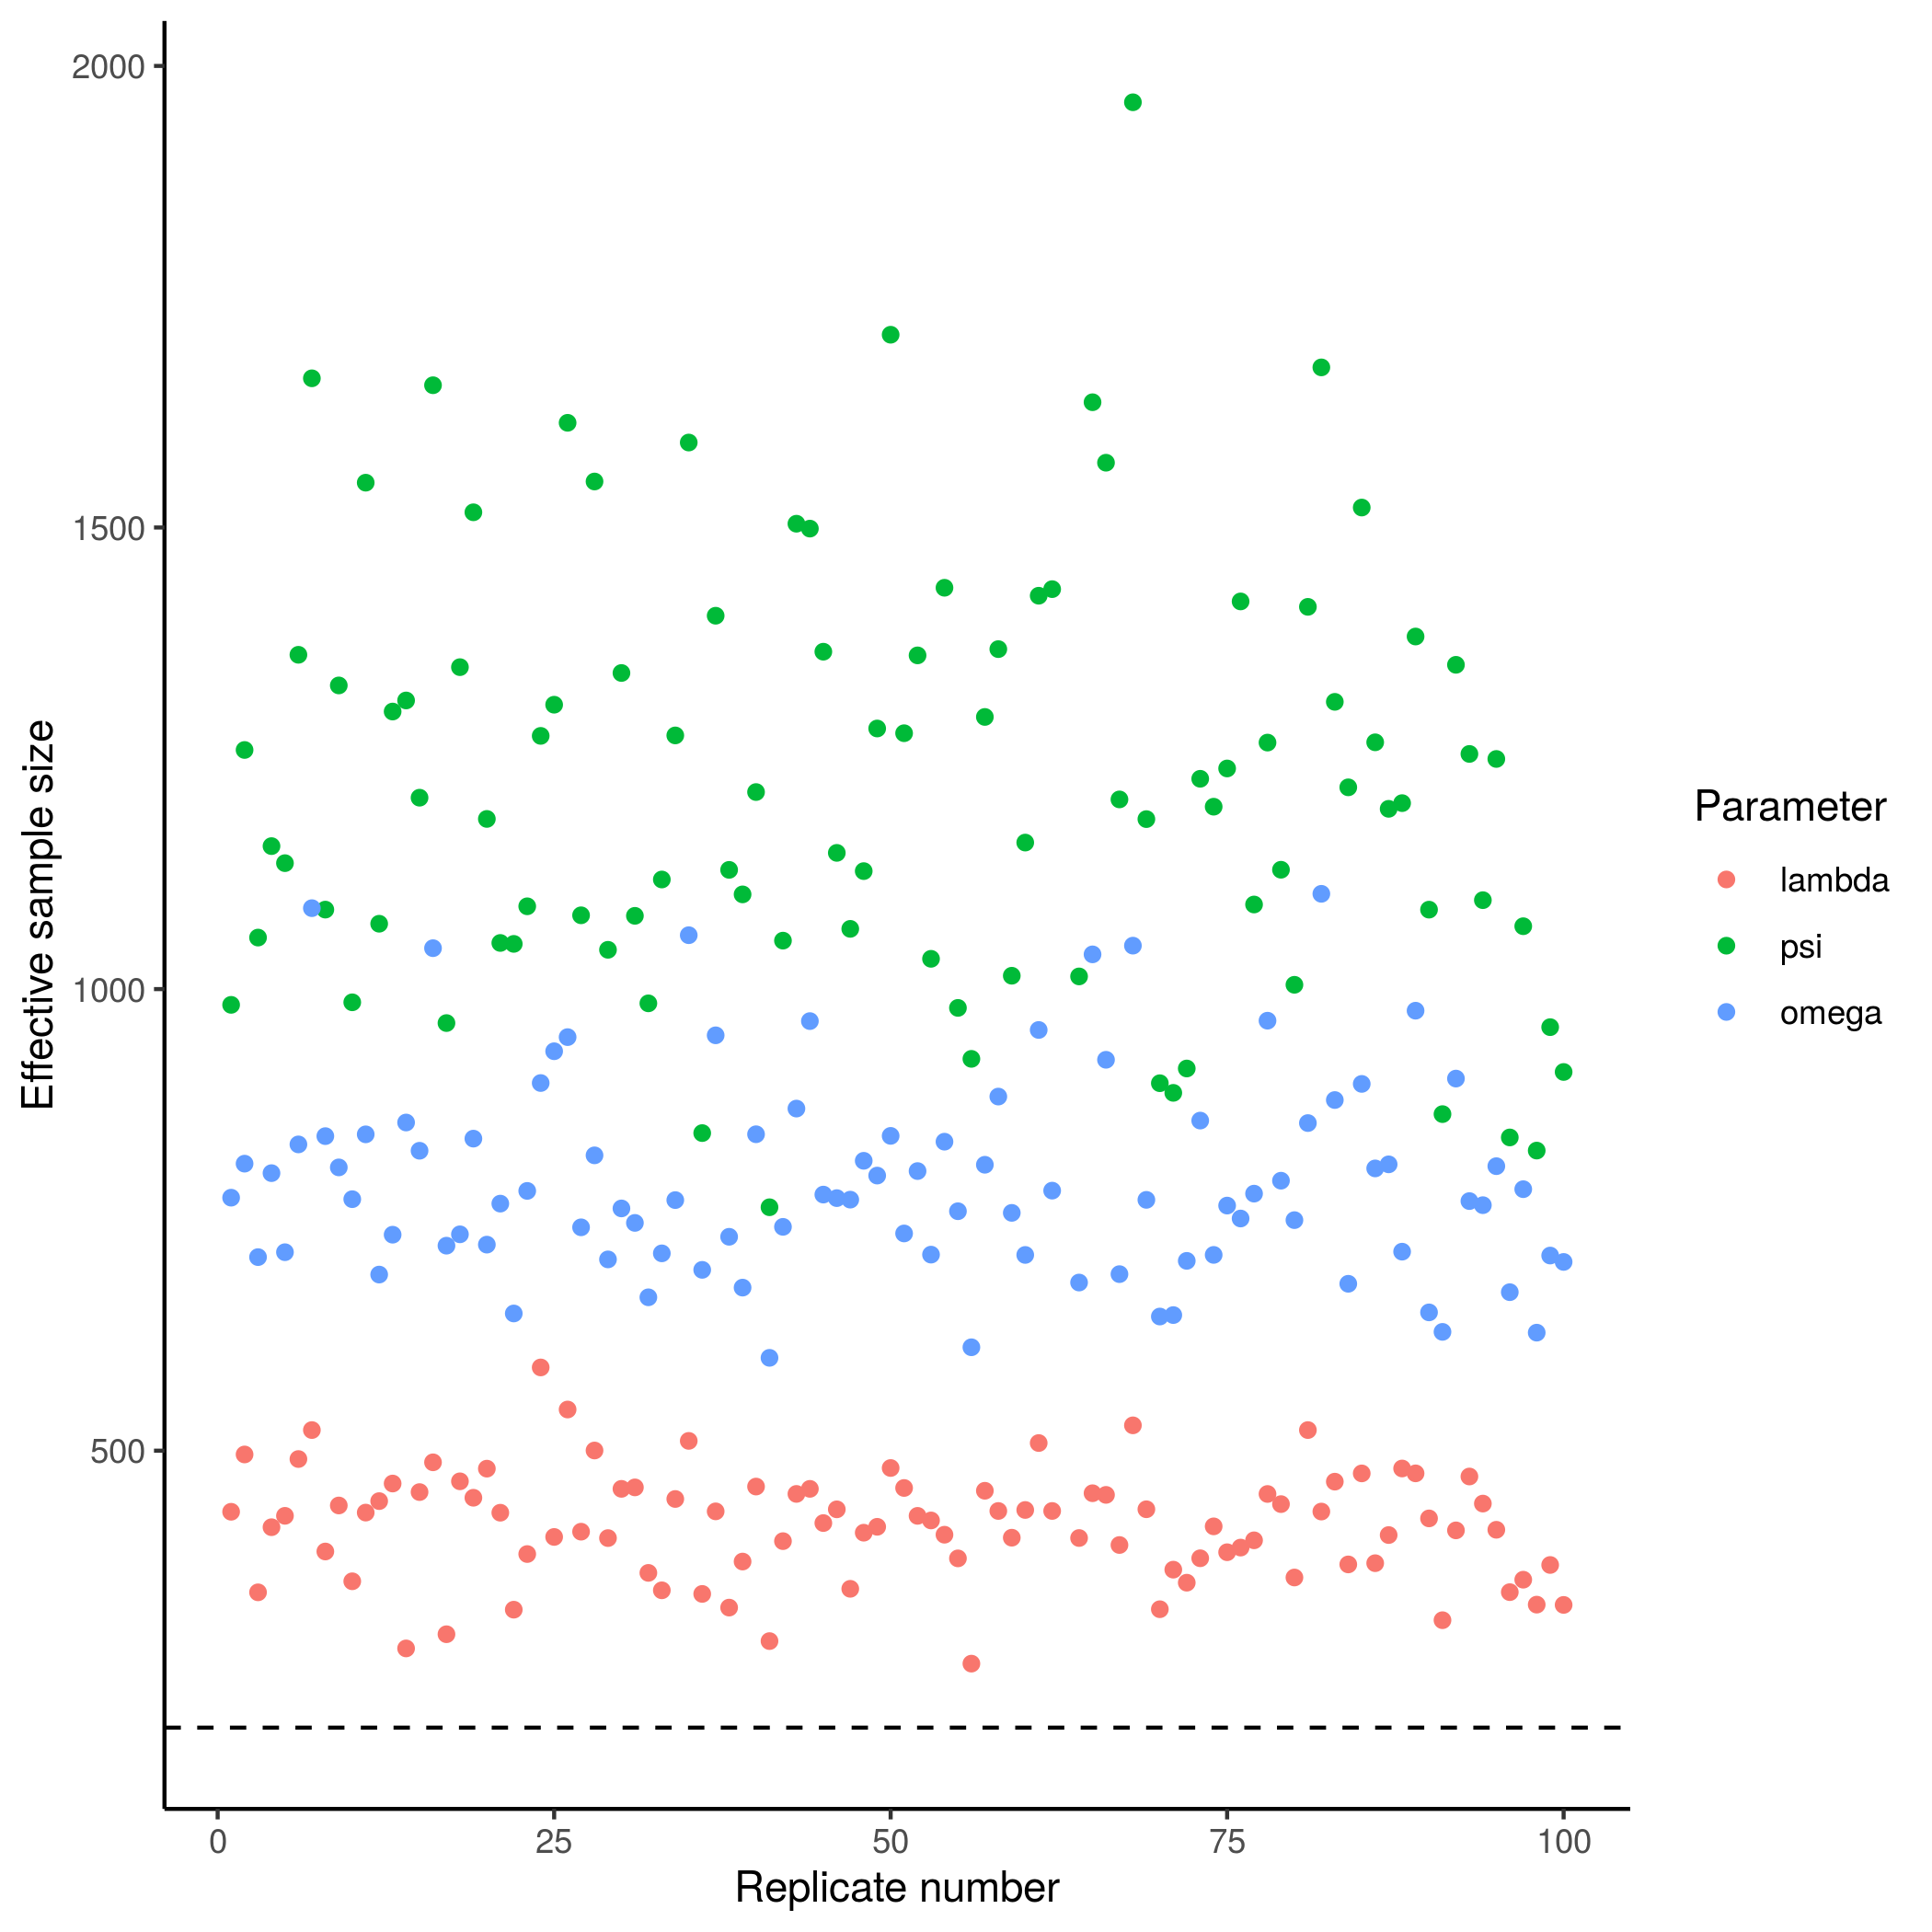 2000
1500
1000
500
Effective sample size
0 25 50 75 100
Replicate number
Parameter
lambda
psi
omega